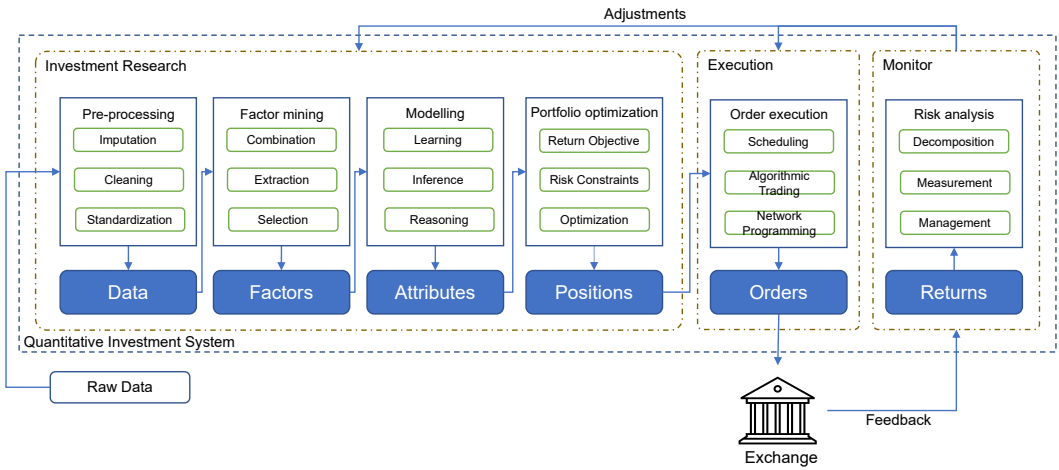 Adjustments
Investment Research
Pre-processing
Imputation
Cleaning
Standardization
Data
Factor mining
Combination
Extraction
Selection
Factors
Modelling
Learning
Inference
Reasoning
Attributes
Portfolio optimization
Return Objective
Risk Constraints
Optimization
Positions
Execution
Order execution
Scheduling
Algorithmic
Trading
Network
Programming
Orders
Monitor
Risk analysis
Decomposition
Measurement
Management
Returns
Quantitative Investment System
Raw Data
Feedback
Exchange